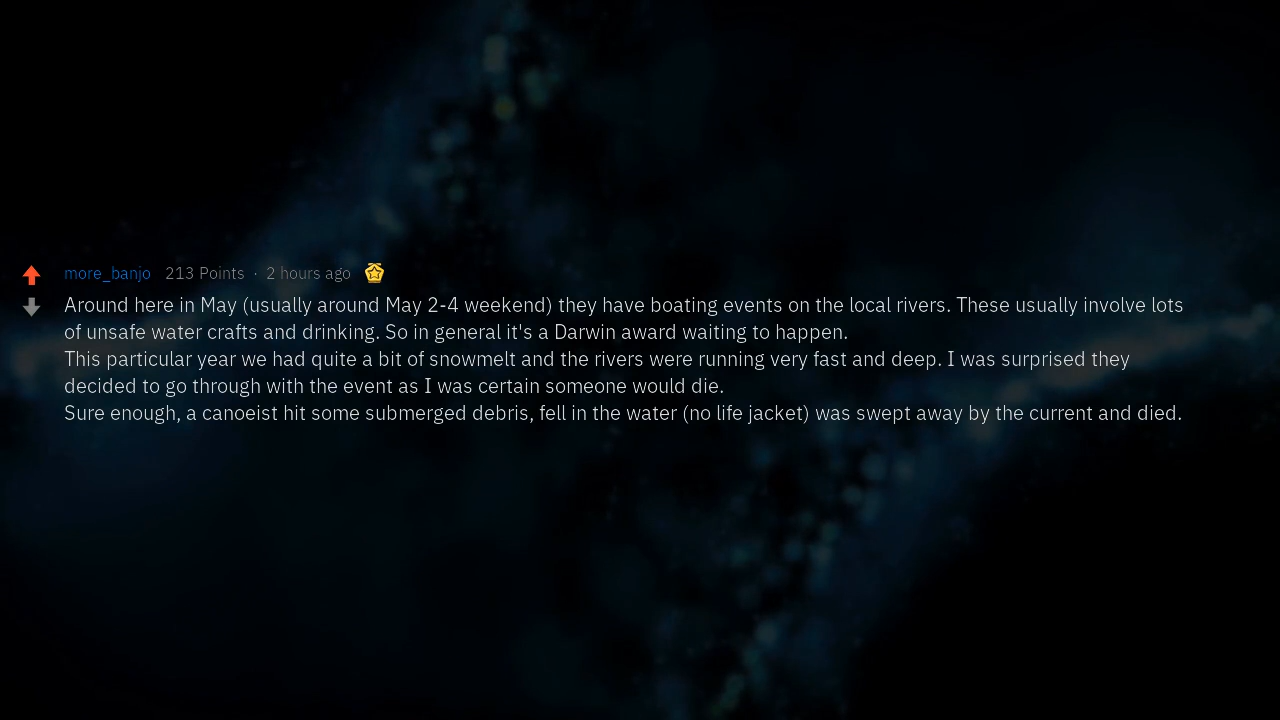 more_banjo 213 Points · 2 hours ago
Around here in May (usually around May 2-4 weekend) they have boating events on the local rivers. These usually involve lots
of unsafe water crafts and drinking. So in general it's a Darwin award waiting to happen.
This particular year we had quite a bit of snowmelt and the rivers were running very fast and deep. I was surprised they
decided to go through with the event as I was certain someone would die.
Sure enough, a canoeist hit some submerged debris, fell in the water (no life jacket) was swept away by the current and died.